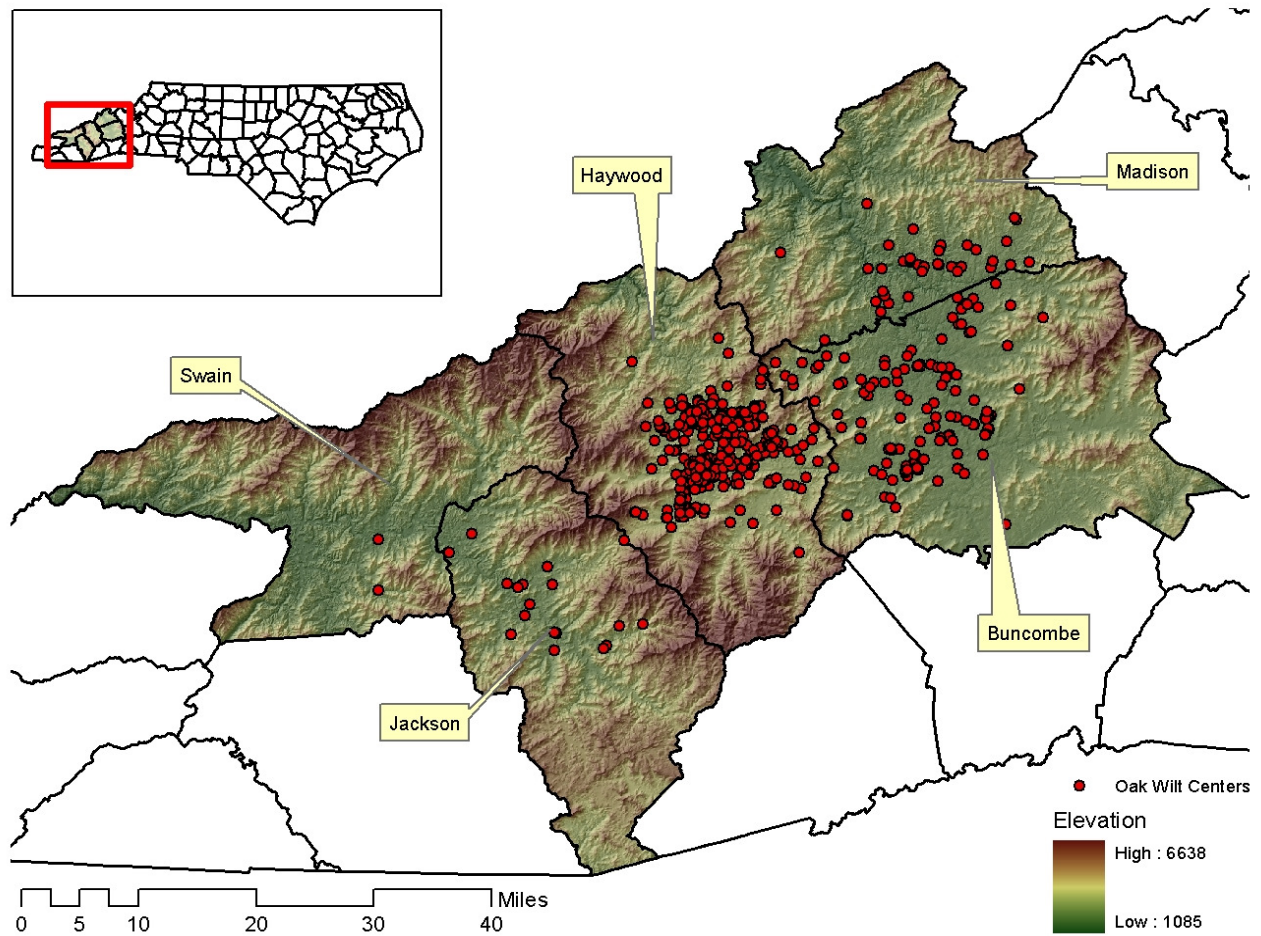 Haywood
Madison
Swain
Buncombe
Jackson
Oak Wilt Centers
Elevation
High : 6638
Low : 1085
Miles
0 5 10 20 30 40